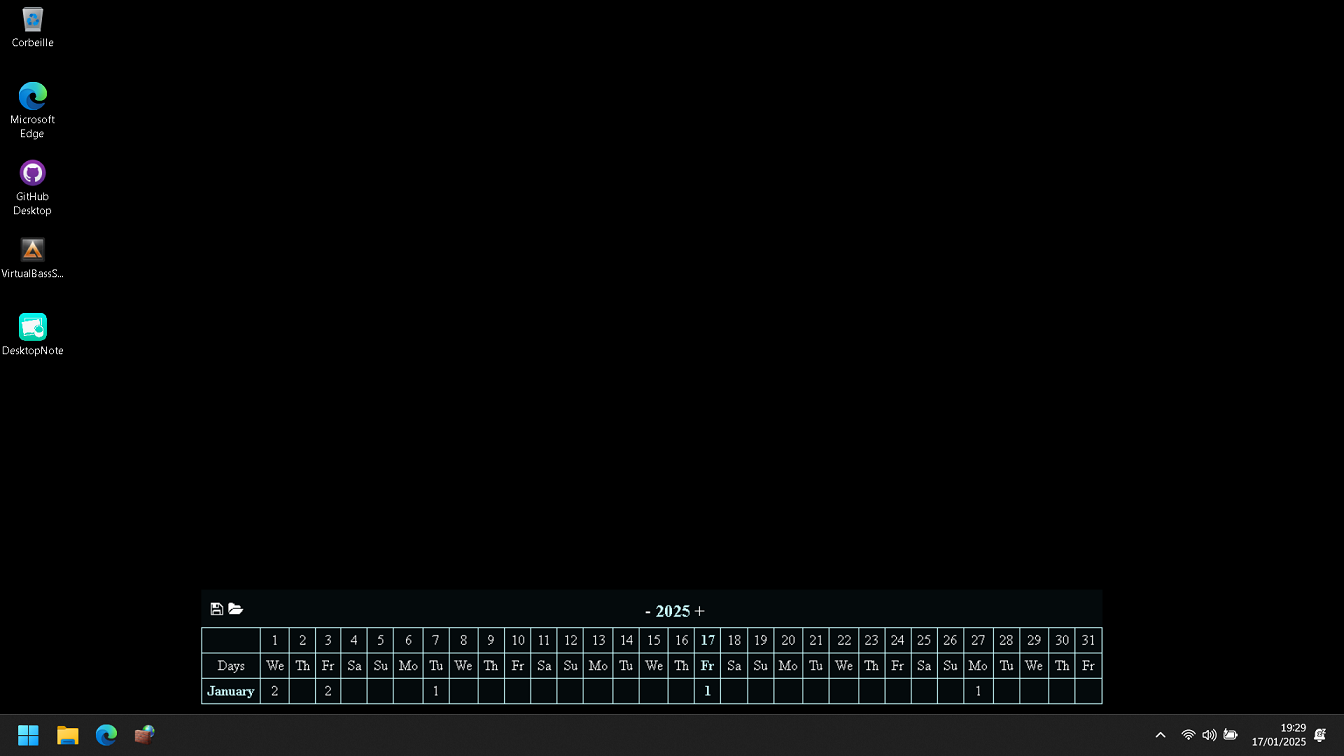 Corbeille
Microsoft
Edge
GitHub
Desktop
VirtualBassS...
DesktopNote
- 2025 +
1 2 3 4 5 6 7 8 9 10 11 12 13 14 15 16 17 18 19 20 21 22 23 24 25 26 27 28 29 30 31
Days We Th Fr Sa Su Mo Tu We Th Fr Sa Su Mo Tu We Th Fr Sa Su Mo Tu We Th Fr Sa Su Mo Tu We Th Fr
January 2 2 1 1 1
19:29
17/01/2025